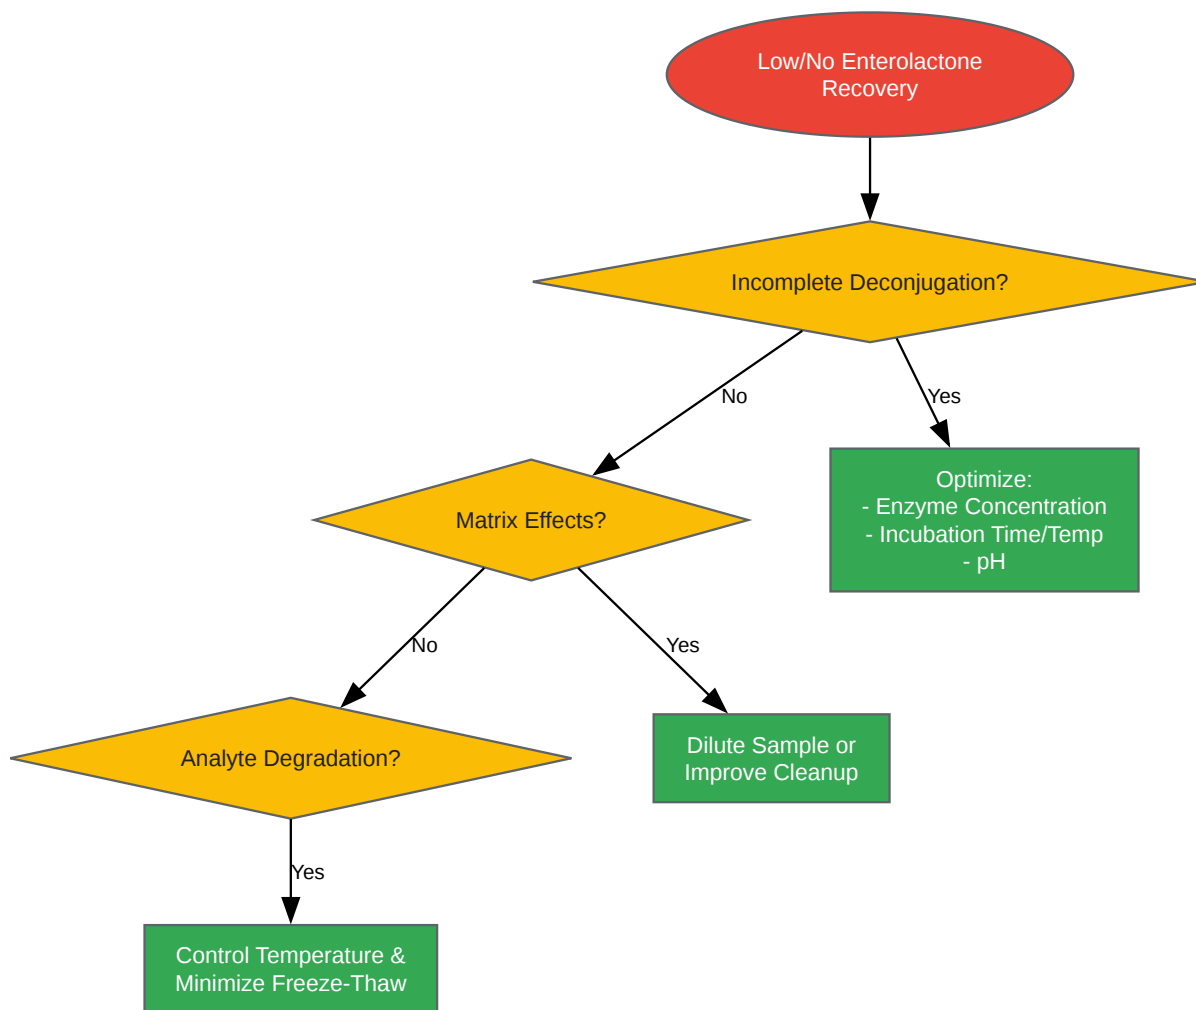 Low/No Enterolactone
Recovery
Incomplete Deconjugation?
No
Yes
Optimize:
- Enzyme Concentration
- Incubation Time/Temp
- pH
Matrix Effects?
No
Yes
Analyte Degradation?
Dilute Sample or
Improve Cleanup
Yes
Control Temperature &
Minimize Freeze-Thaw